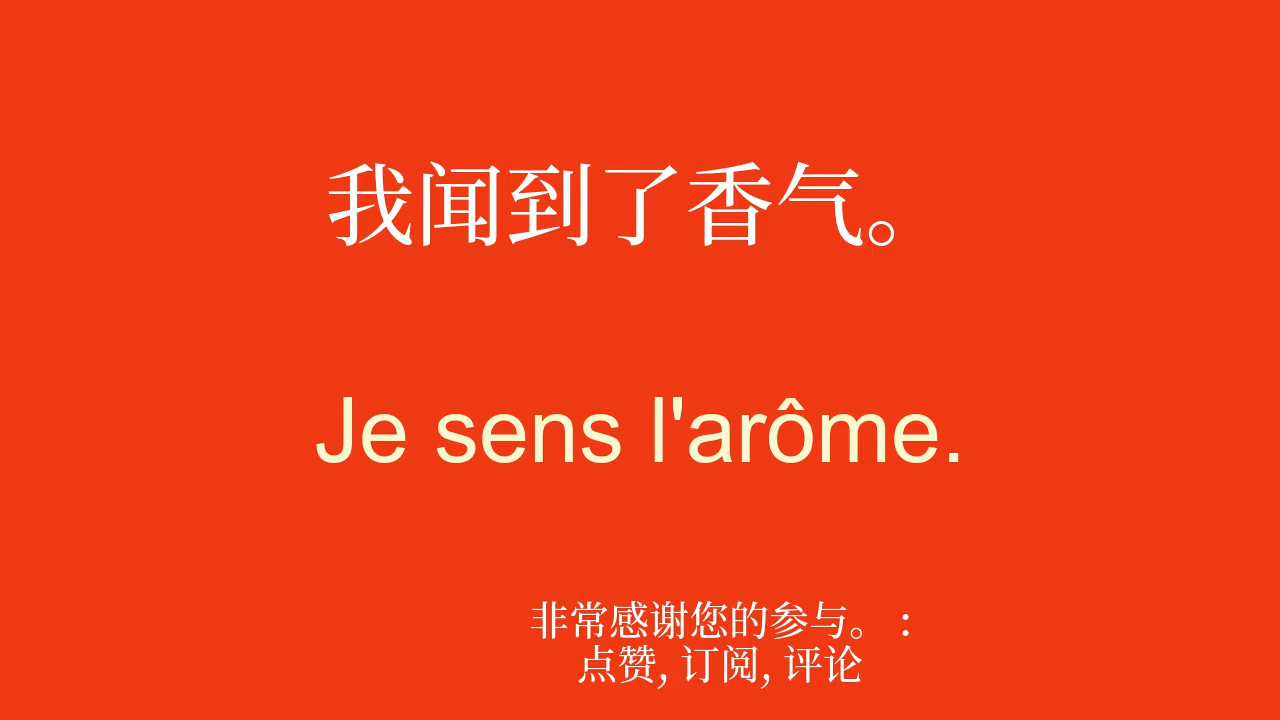 我闻到了香气。
Je sens l'arôme.
非常感谢您的参与。 :
点赞, 订阅, 评论